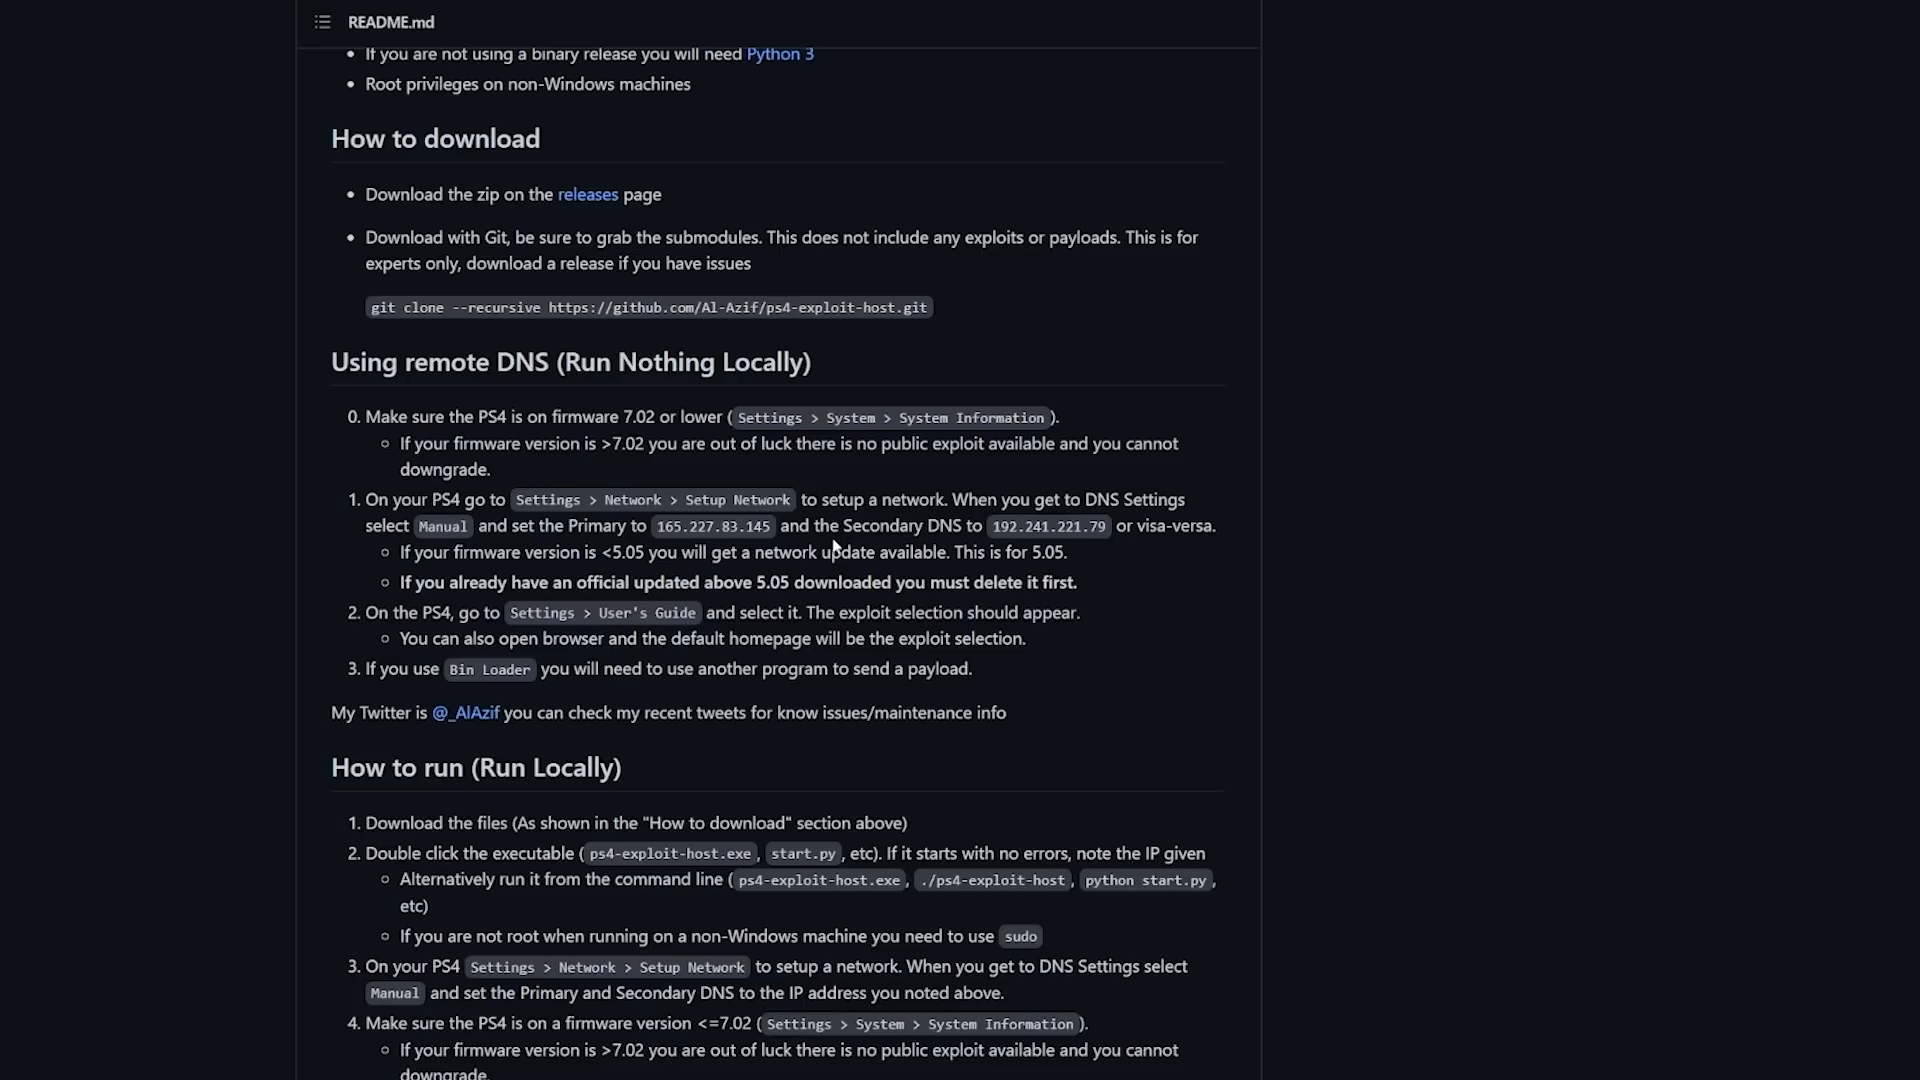 README.md
• If you are not using a binary release you will need Python 3
• Root privileges on non-Windows machines
How to download
• Download the zip on the releases page
• Download with Git, be sure to grab the submodules. This does not include any exploits or payloads. This is for
experts only, download a release if you have issues
git clone --recursive https://github.com/Al-Azif/ps4-exploit-host.git
Using remote DNS (Run Nothing Locally)
0. Make sure the PS4 is on firmware 7.02 or lower ( Settings > System > System Information ).
○ If your firmware version is >7.02 you are out of luck there is no public exploit available and you cannot
downgrade.
1. On your PS4 go to Settings > Network > Setup Network to setup a network. When you get to DNS Settings
select Manual and set the Primary to 165.227.83.145 and the Secondary DNS to 192.241.221.79 or visa-versa.
○ If your firmware version is <5.05 you will get a network update available. This is for 5.05.
○ If you already have an official updated above 5.05 downloaded you must delete it first.
2. On the PS4, go to Settings > User's Guide and select it. The exploit selection should appear.
○ You can also open browser and the default homepage will be the exploit selection.
3. If you use Bin Loader you will need to use another program to send a payload.
My Twitter is @_AlAzif you can check my recent tweets for know issues/maintenance info
How to run (Run Locally)
1. Download the files (As shown in the "How to download" section above)
2. Double click the executable ( ps4-exploit-host.exe , start.py , etc). If it starts with no errors, note the IP given
○ Alternatively run it from the command line ( ps4-exploit-host.exe , ./ps4-exploit-host , python start.py ,
etc)
○ If you are not root when running on a non-Windows machine you need to use sudo
3. On your PS4 Settings > Network > Setup Network to setup a network. When you get to DNS Settings select
Manual and set the Primary and Secondary DNS to the IP address you noted above.
4. Make sure the PS4 is on a firmware version <=7.02 ( Settings > System > System Information ).
○ If your firmware version is >7.02 you are out of luck there is no public exploit available and you cannot
downgrade.